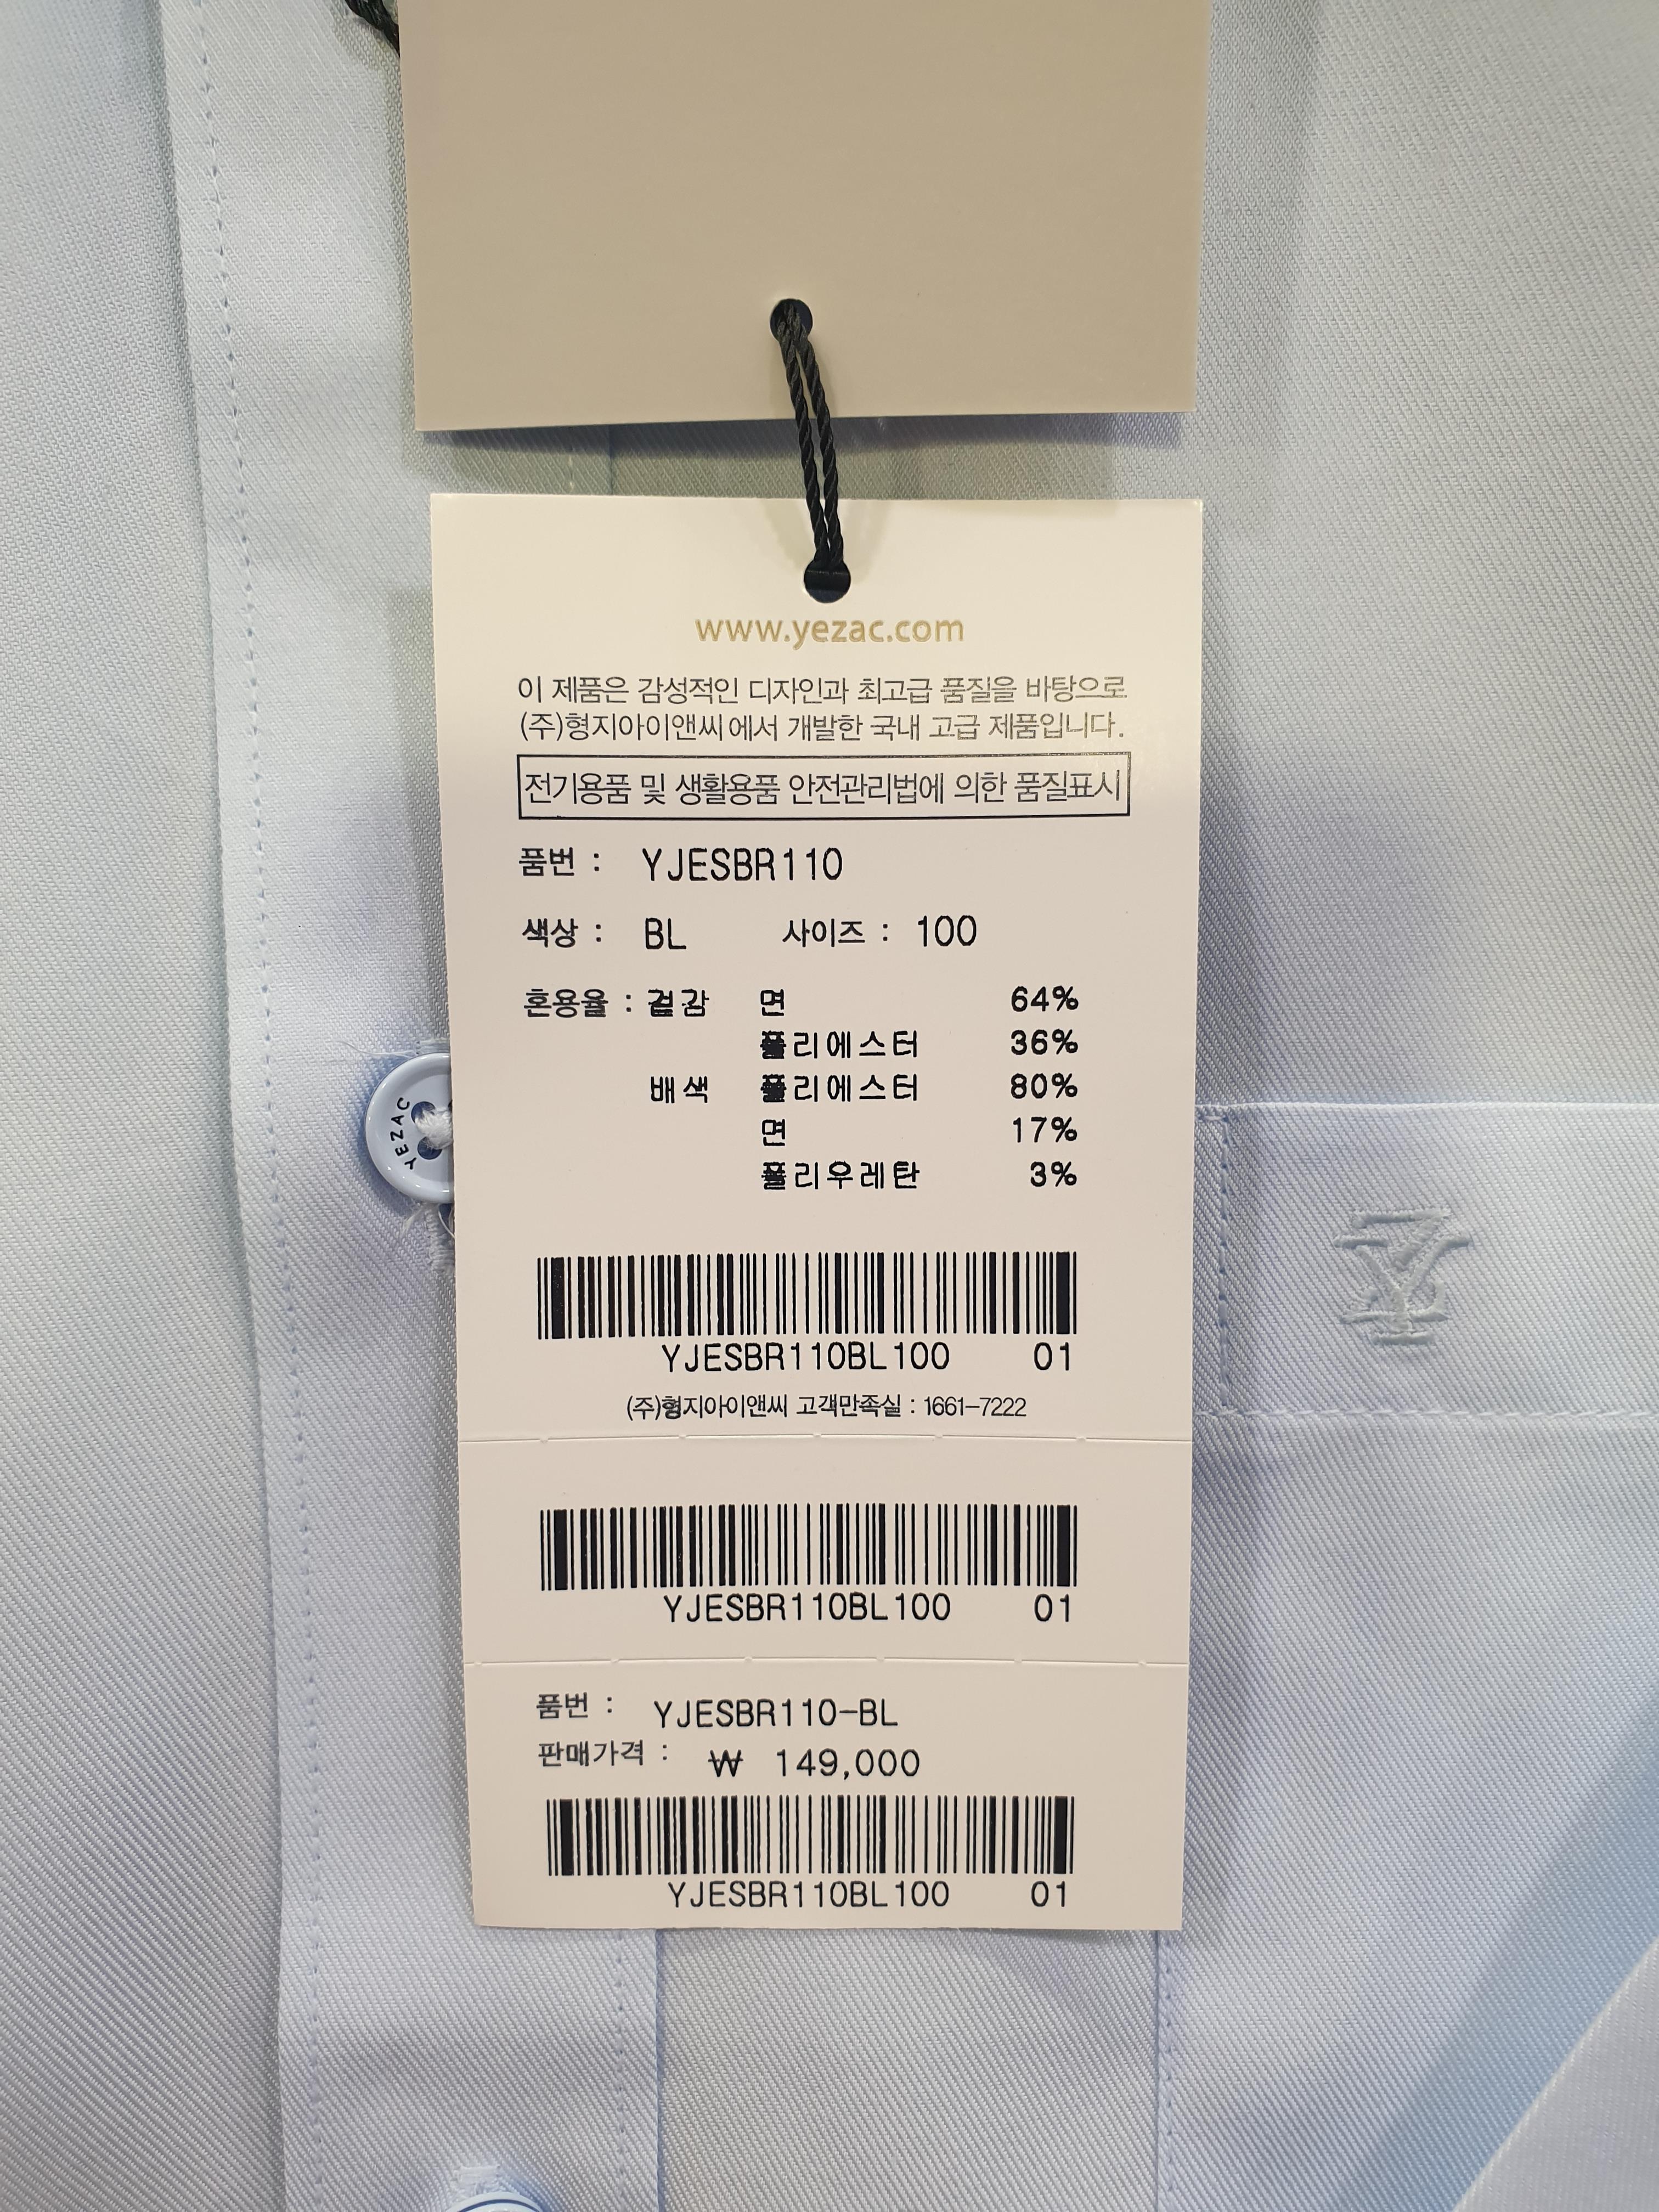 www.yezac.com
이 제품은 감성적인 디자인과 최고급 품질을 바탕으로
(주)형지아이앤씨에서 개발한 국내 고급 제품입니다.
전기용품 및 생활용품 안전관리법에 의한 품질표시
품번 : YJESBR110
색상 : BL 사이즈 : 100
혼용율 : 겉감 면 64%
폴리에스터 36%
배색 폴리에스터 80%
면 17%
폴리우레탄 3%
YEZAC
YJESBR110BL100 01
(주)형지아이앤씨 고객만족실 : 1661-7222
YJESBR110BL100 01
품번 : YJESBR110-BL
판매가격 : ₩ 149,000
YJESBR110BL100 01